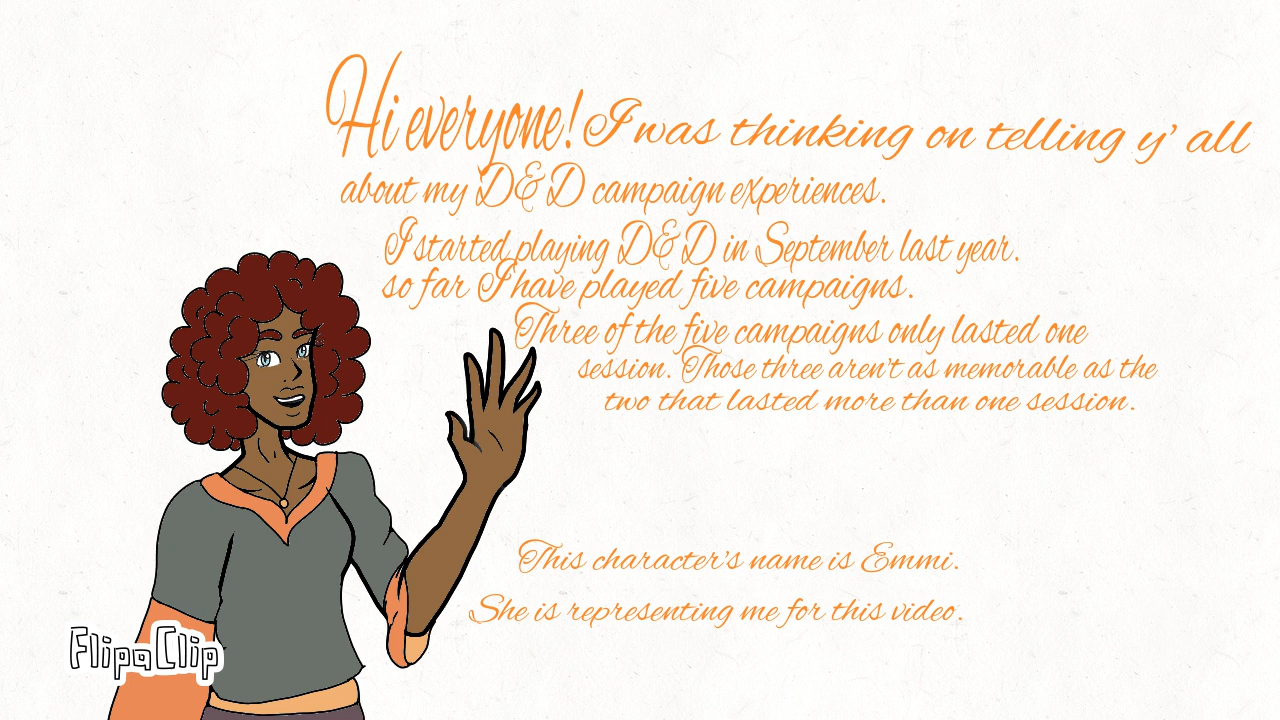 Hi everyone! I was thinking on telling y' all
about my D&D campaign experiences.
I started playing D&D in September last year.
so far I have played five campaigns.
Three of the five campaigns only lasted one
session. Those three aren't as memorable as the
two that lasted more than one session.
This character's name is Emmi.
She is representing me for this video.
FlipaClip